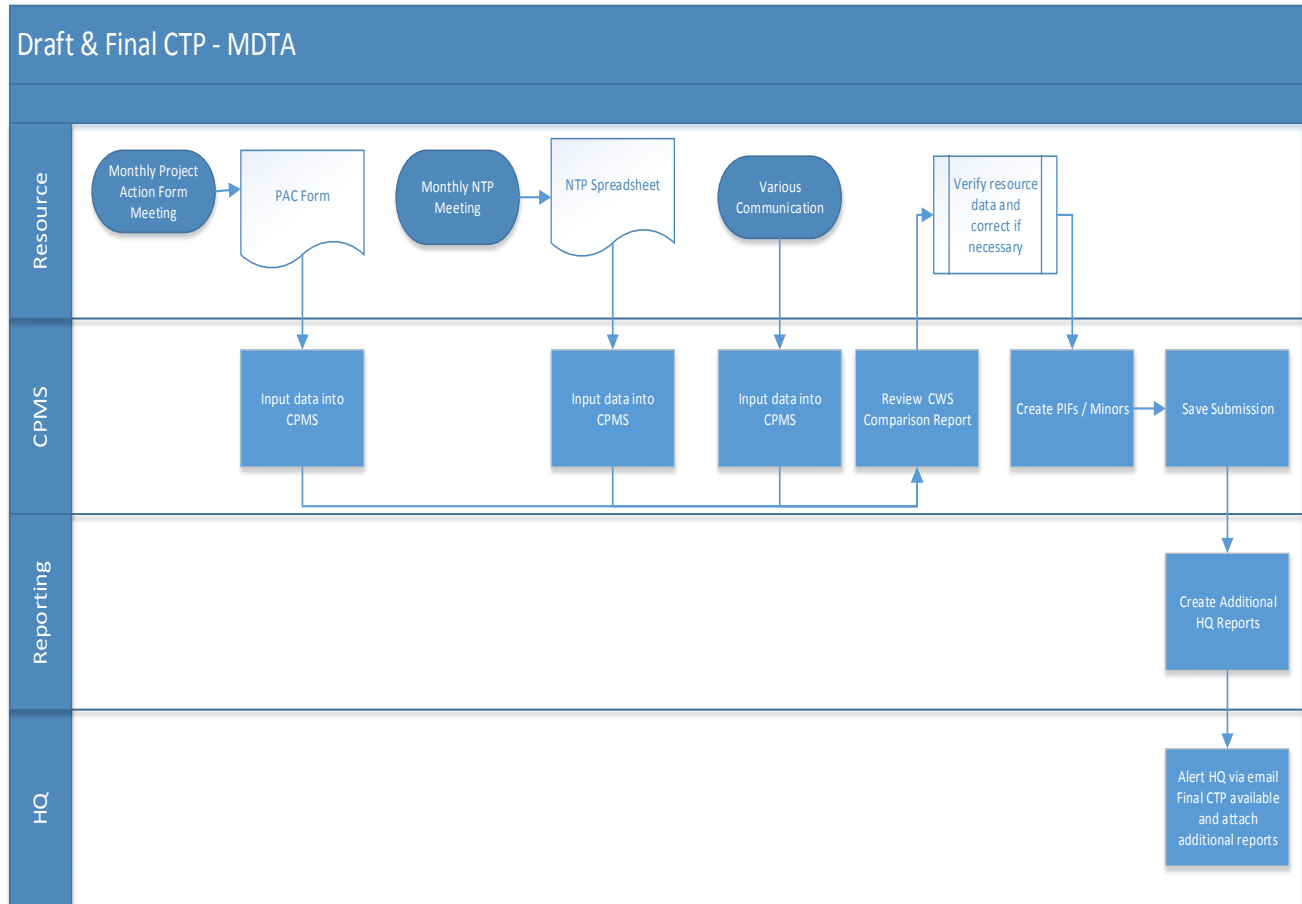 Draft & Final CTP - MDTA
Resource
Monthly Project
Action Form
Meeting
PAC Form
Monthly NTP
Meeting
NTP Spreadsheet
Various
Communication
Verify resource
data and
correct if
necessary
CPMS
Input data into
CPMS
Input data into
CPMS
Input data into
CPMS
Review CWS
Comparison Report
Create PIFs / Minors
Save Submission
Reporting
Create Additional
HQ Reports
HQ
Alert HQ via email
Final CTP available
and attach
additional reports